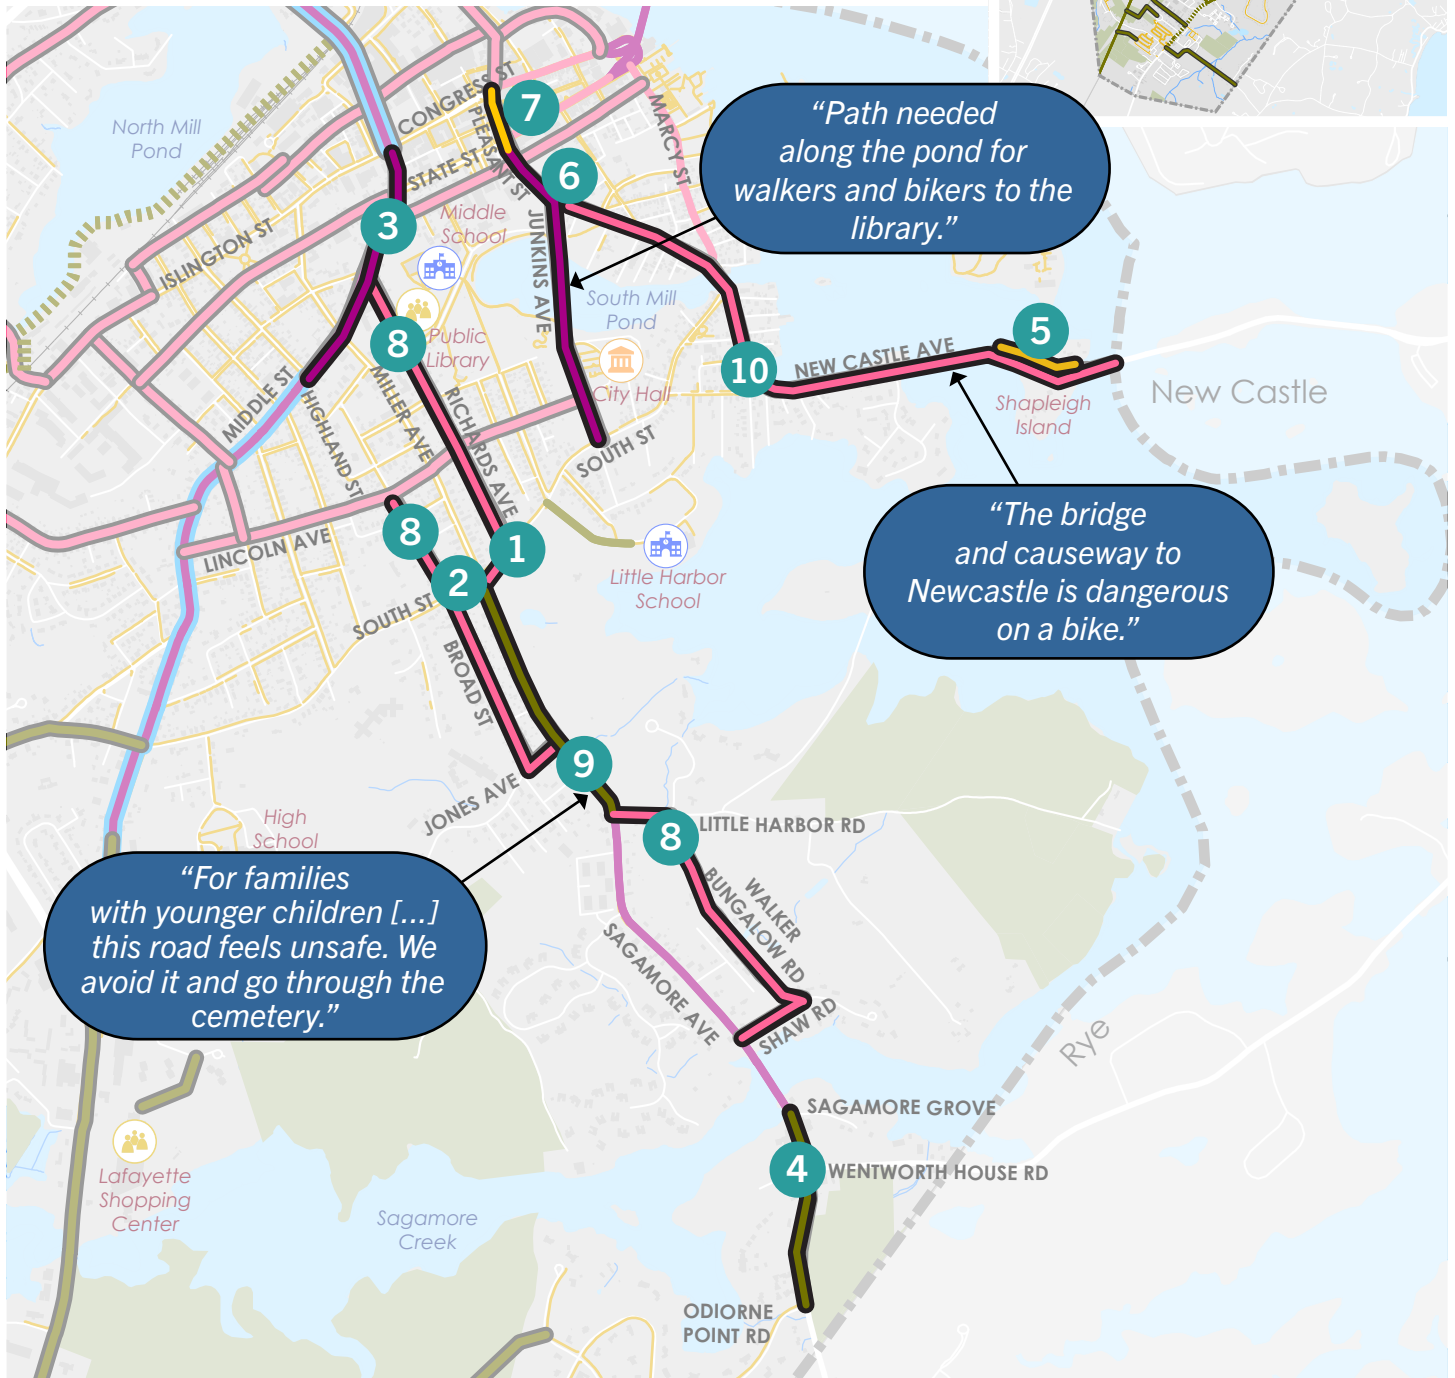 CONGRESS ST
7
PLEASANT ST
MARCY ST
“Path needed
along the pond for
walkers and bikers to the
library.”
North Mill
Pond
STATE ST
6
3
Middle
School
JUNKINS AVE
ISLINGTON ST
South Mill
Pond
5
8
Public
Library
10
NEW CASTLE AVE
New Castle
City Hall
Shapleigh
Island
MIDDLE ST
HIGHLAND ST
MILLER AVE
RICHARDS AVE
SOUTH ST
“The bridge
and causeway to
Newcastle is dangerous
on a bike.”
LINCOLN AVE
8
1
2
Little Harbor
School
SOUTH ST
BROAD ST
9
JONES AVE
High
School
LITTLE HARBOR RD
8
“For families
with younger children [...]
this road feels unsafe. We
avoid it and go through the
cemetery.”
WALKER
BUNGALOW RD
SAGAMORE AVE
SHAW RD
Rye
SAGAMORE GROVE
4
WENTWORTH HOUSE RD
Lafayette
Shopping
Center
Sagamore
Creek
ODIORNE
POINT RD